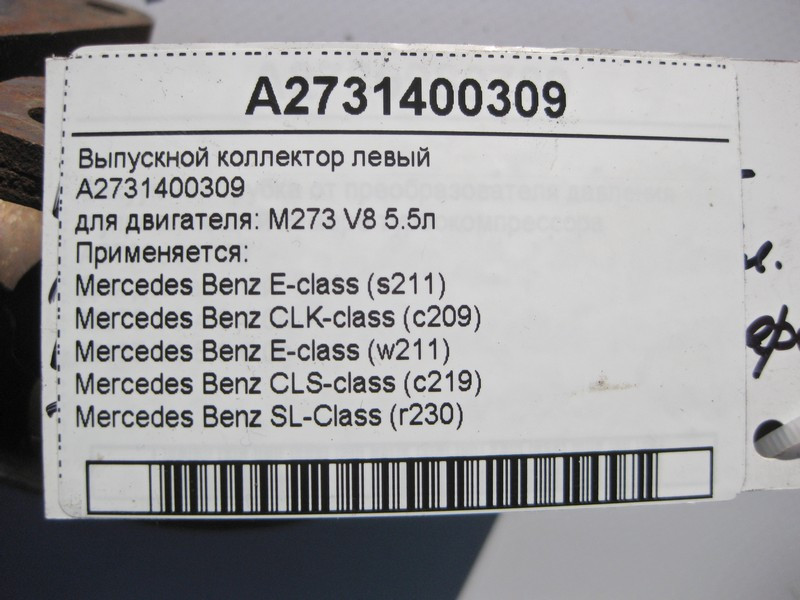 A2731400309
Выпускной коллектор левый
A2731400309
для двигателя: M273 V8 5.5л
Применяется:
Mercedes Benz E-class (s211)
Mercedes Benz CLK-class (c209)
Mercedes Benz E-class (w211)
Mercedes Benz CLS-class (c219)
Mercedes Benz SL-Class (r230)